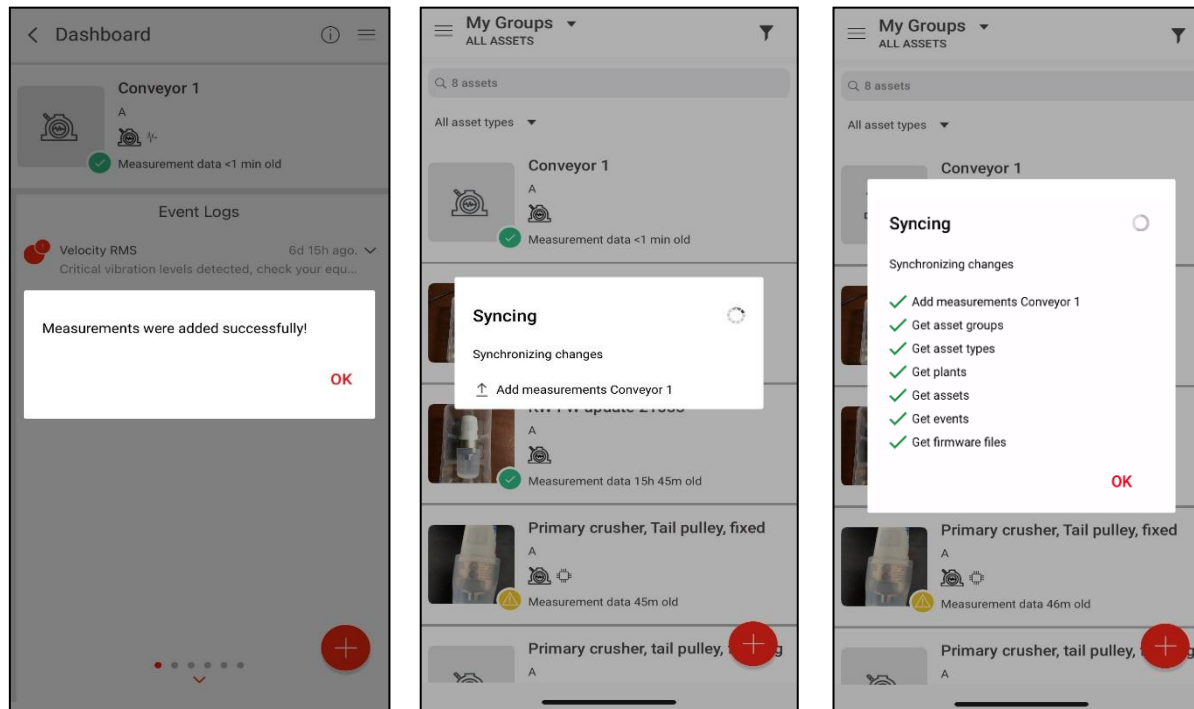 Dashboard
Conveyor 1
A
Measurement data <1 min old
Event Logs
Velocity RMS 6d 15h ago.
Critical vibration levels detected, check your equ...
Measurements were added successfully!
OK
My Groups
ALL ASSETS
8 assets
All asset types
Conveyor 1
A
Measurement data <1 min old
Syncing
Synchronizing changes
Add measurements Conveyor 1
A
Measurement data 15h 45m old
Primary crusher, Tail pulley, fixed
A
Measurement data 45m old
Primary crusher, tail pulley,
A
My Groups
ALL ASSETS
8 assets
All asset types
Conveyor 1
Syncing
Synchronizing changes
Add measurements Conveyor 1
Get asset groups
Get asset types
Get plants
Get assets
Get events
Get firmware files
OK
Primary crusher, Tail pulley, fixed
A
Measurement data 46m old
Primary crusher, tail pulley,
A